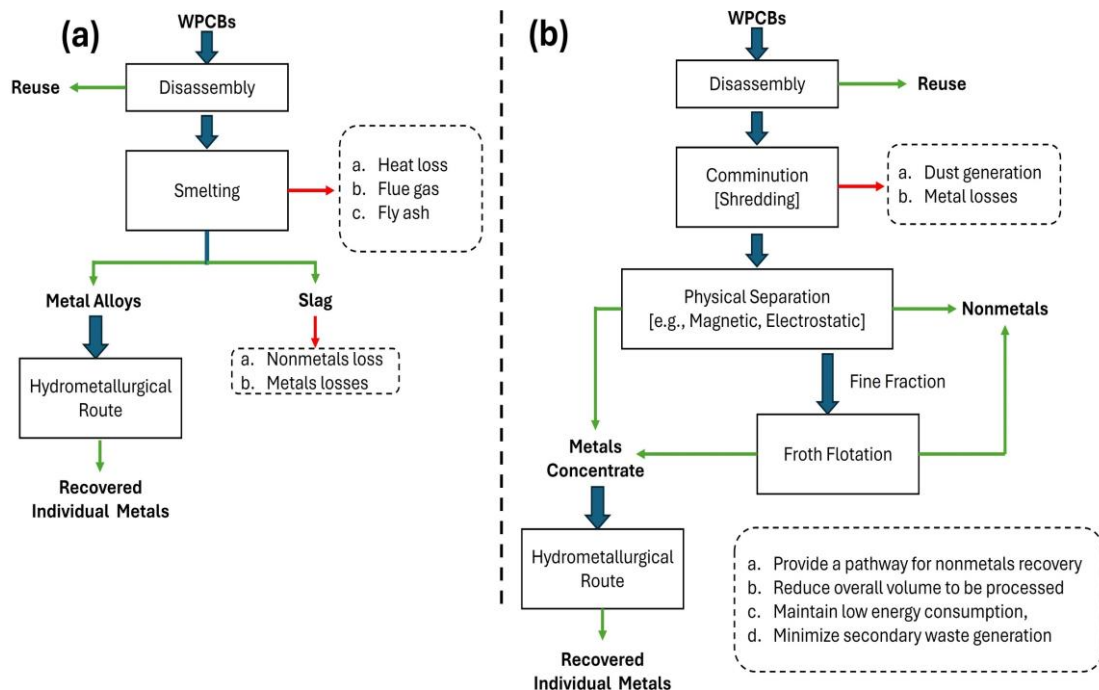 (a)
WPCBs
Reuse
Disassembly
Smelting
a. Heat loss
b. Flue gas
c. Fly ash
Metal Alloys
Slag
a. Nonmetals loss
b. Metals losses
Hydrometallurgical
Route
Recovered
Individual Metals
(b)
WPCBs
Disassembly
Reuse
Comminution
[Shredding]
a. Dust generation
b. Metal losses
Physical Separation
[e.g., Magnetic, Electrostatic]
Nonmetals
Fine Fraction
Froth Flotation
Metals
Concentrate
Hydrometallurgical
Route
Recovered
Individual Metals
a. Provide a pathway for nonmetals recovery
b. Reduce overall volume to be processed
c. Maintain low energy consumption,
d. Minimize secondary waste generation